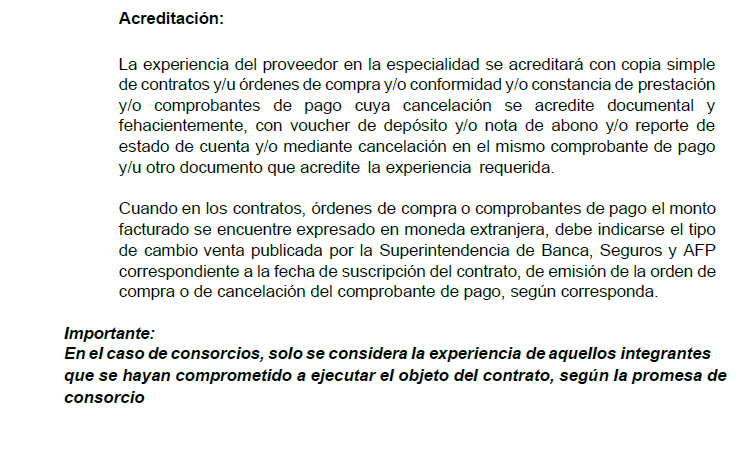 Acreditación:
La experiencia del proveedor en la especialidad se acreditará con copia simple
de contratos y/u órdenes de compra y/o conformidad y/o constancia de prestación
y/o comprobantes de pago cuya cancelación se acredite documental y
fehacientemente, con voucher de depósito y/o nota de abono y/o reporte de
estado de cuenta y/o mediante cancelación en el mismo comprobante de pago
y/u otro documento que acredite la experiencia requerida.
Cuando en los contratos, órdenes de compra o comprobantes de pago el monto
facturado se encuentre expresado en moneda extranjera, debe indicarse el tipo
de cambio venta publicada por la Superintendencia de Banca, Seguros y AFP
correspondiente a la fecha de suscripción del contrato, de emisión de la orden de
compra o de cancelación del comprobante de pago, según corresponda.
Importante:
En el caso de consorcios, solo se considera la experiencia de aquellos integrantes
que se hayan comprometido a ejecutar el objeto del contrato, según la promesa de
consorcio